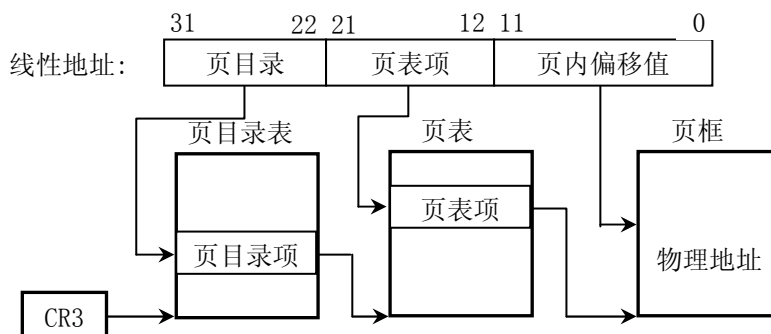 31 22 21 12 11 0
线性地址: 页目录 页表项 页内偏移值
页目录表 页表 页框
页表项
页目录项 物理地址
CR3